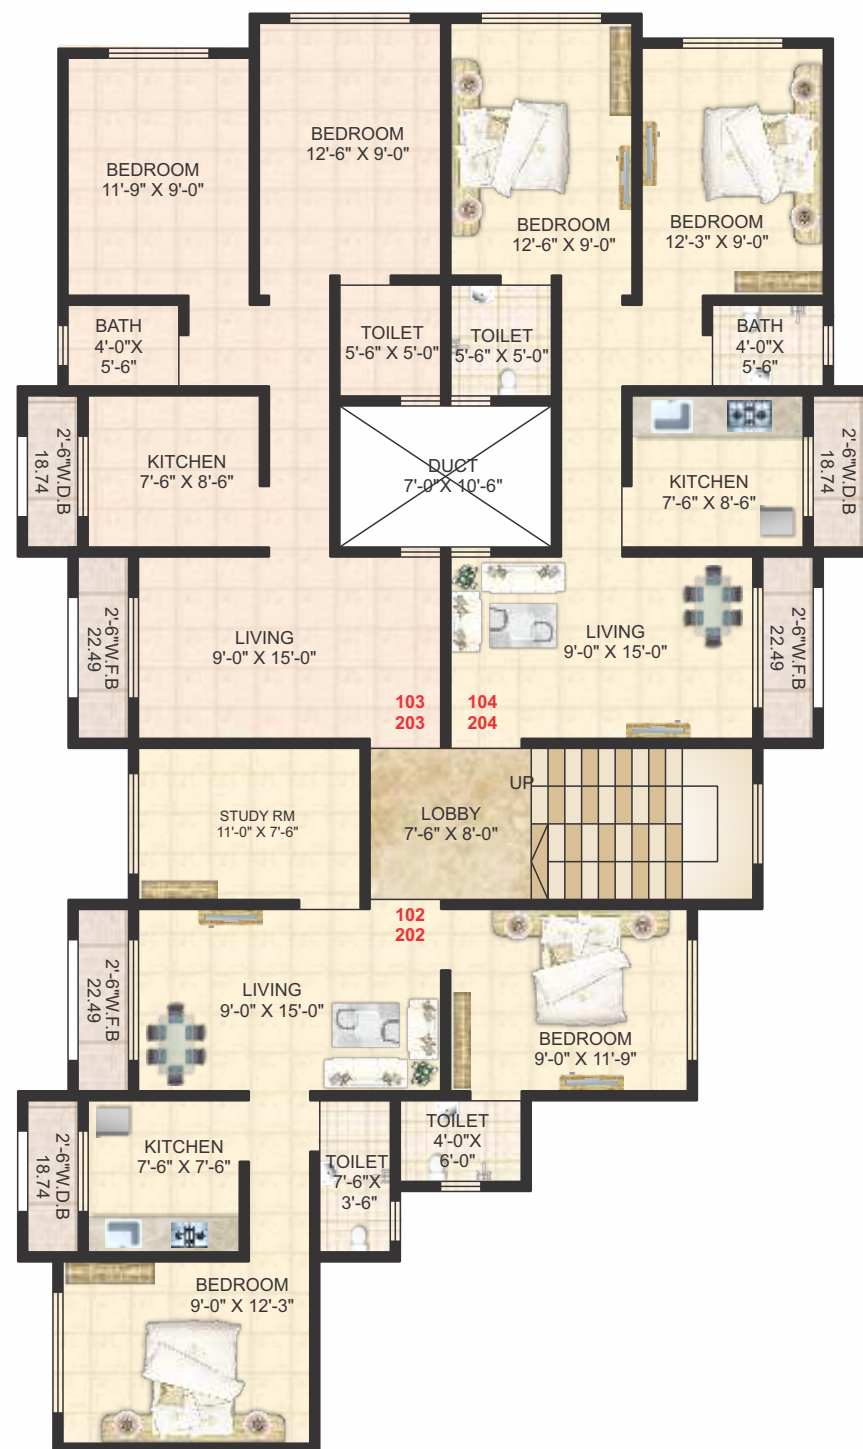 BEDROOM
11'-9" X 9'-0"
BEDROOM
12'-6" X 9'-0"
BEDROOM
12'-6" X 9'-0"
BEDROOM
12'-3" X 9'-0"
BATH
4'-0"X
5'-6"
TOILET
5'-6" X 5'-0"
TOILET
5'-6" X 5'-0"
BATH
4'-0"X
5'-6"
2'-6"W.D.B
18.74
KITCHEN
7'-6" X 8'-6"
DUCT
7'-0"X 10'-6"
KITCHEN
7'-6" X 8'-6"
2'-6"W.D.B
18.74
2'-6"W.F.B
22.49
LIVING
9'-0" X 15'-0"
LIVING
9'-0" X 15'-0"
2'-6"W.F.B
22.49
103
203
104
204
STUDY RM
11'-0" X 7'-6"
LOBBY
7'-6" X 8'-0"
UP
102
202
2'-6"W.F.B
22.49
LIVING
9'-0" X 15'-0"
BEDROOM
9'-0" X 11'-9"
2'-6"W.D.B
18.74
KITCHEN
7'-6" X 7'-6"
TOILET
7'-6"X
3'-6"
TOILET
4'-0"X
6'-0"
BEDROOM
9'-0" X 12'-3"